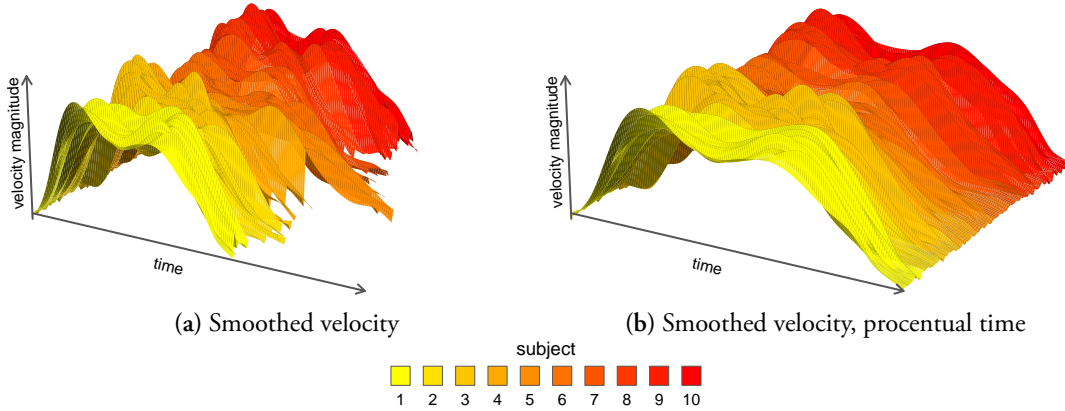 velocity magnitude
time
velocity magnitude
time
(a) Smoothed velocity
(b) Smoothed velocity, procentual time
subject
1 2 3 4 5 6 7 8 9 10